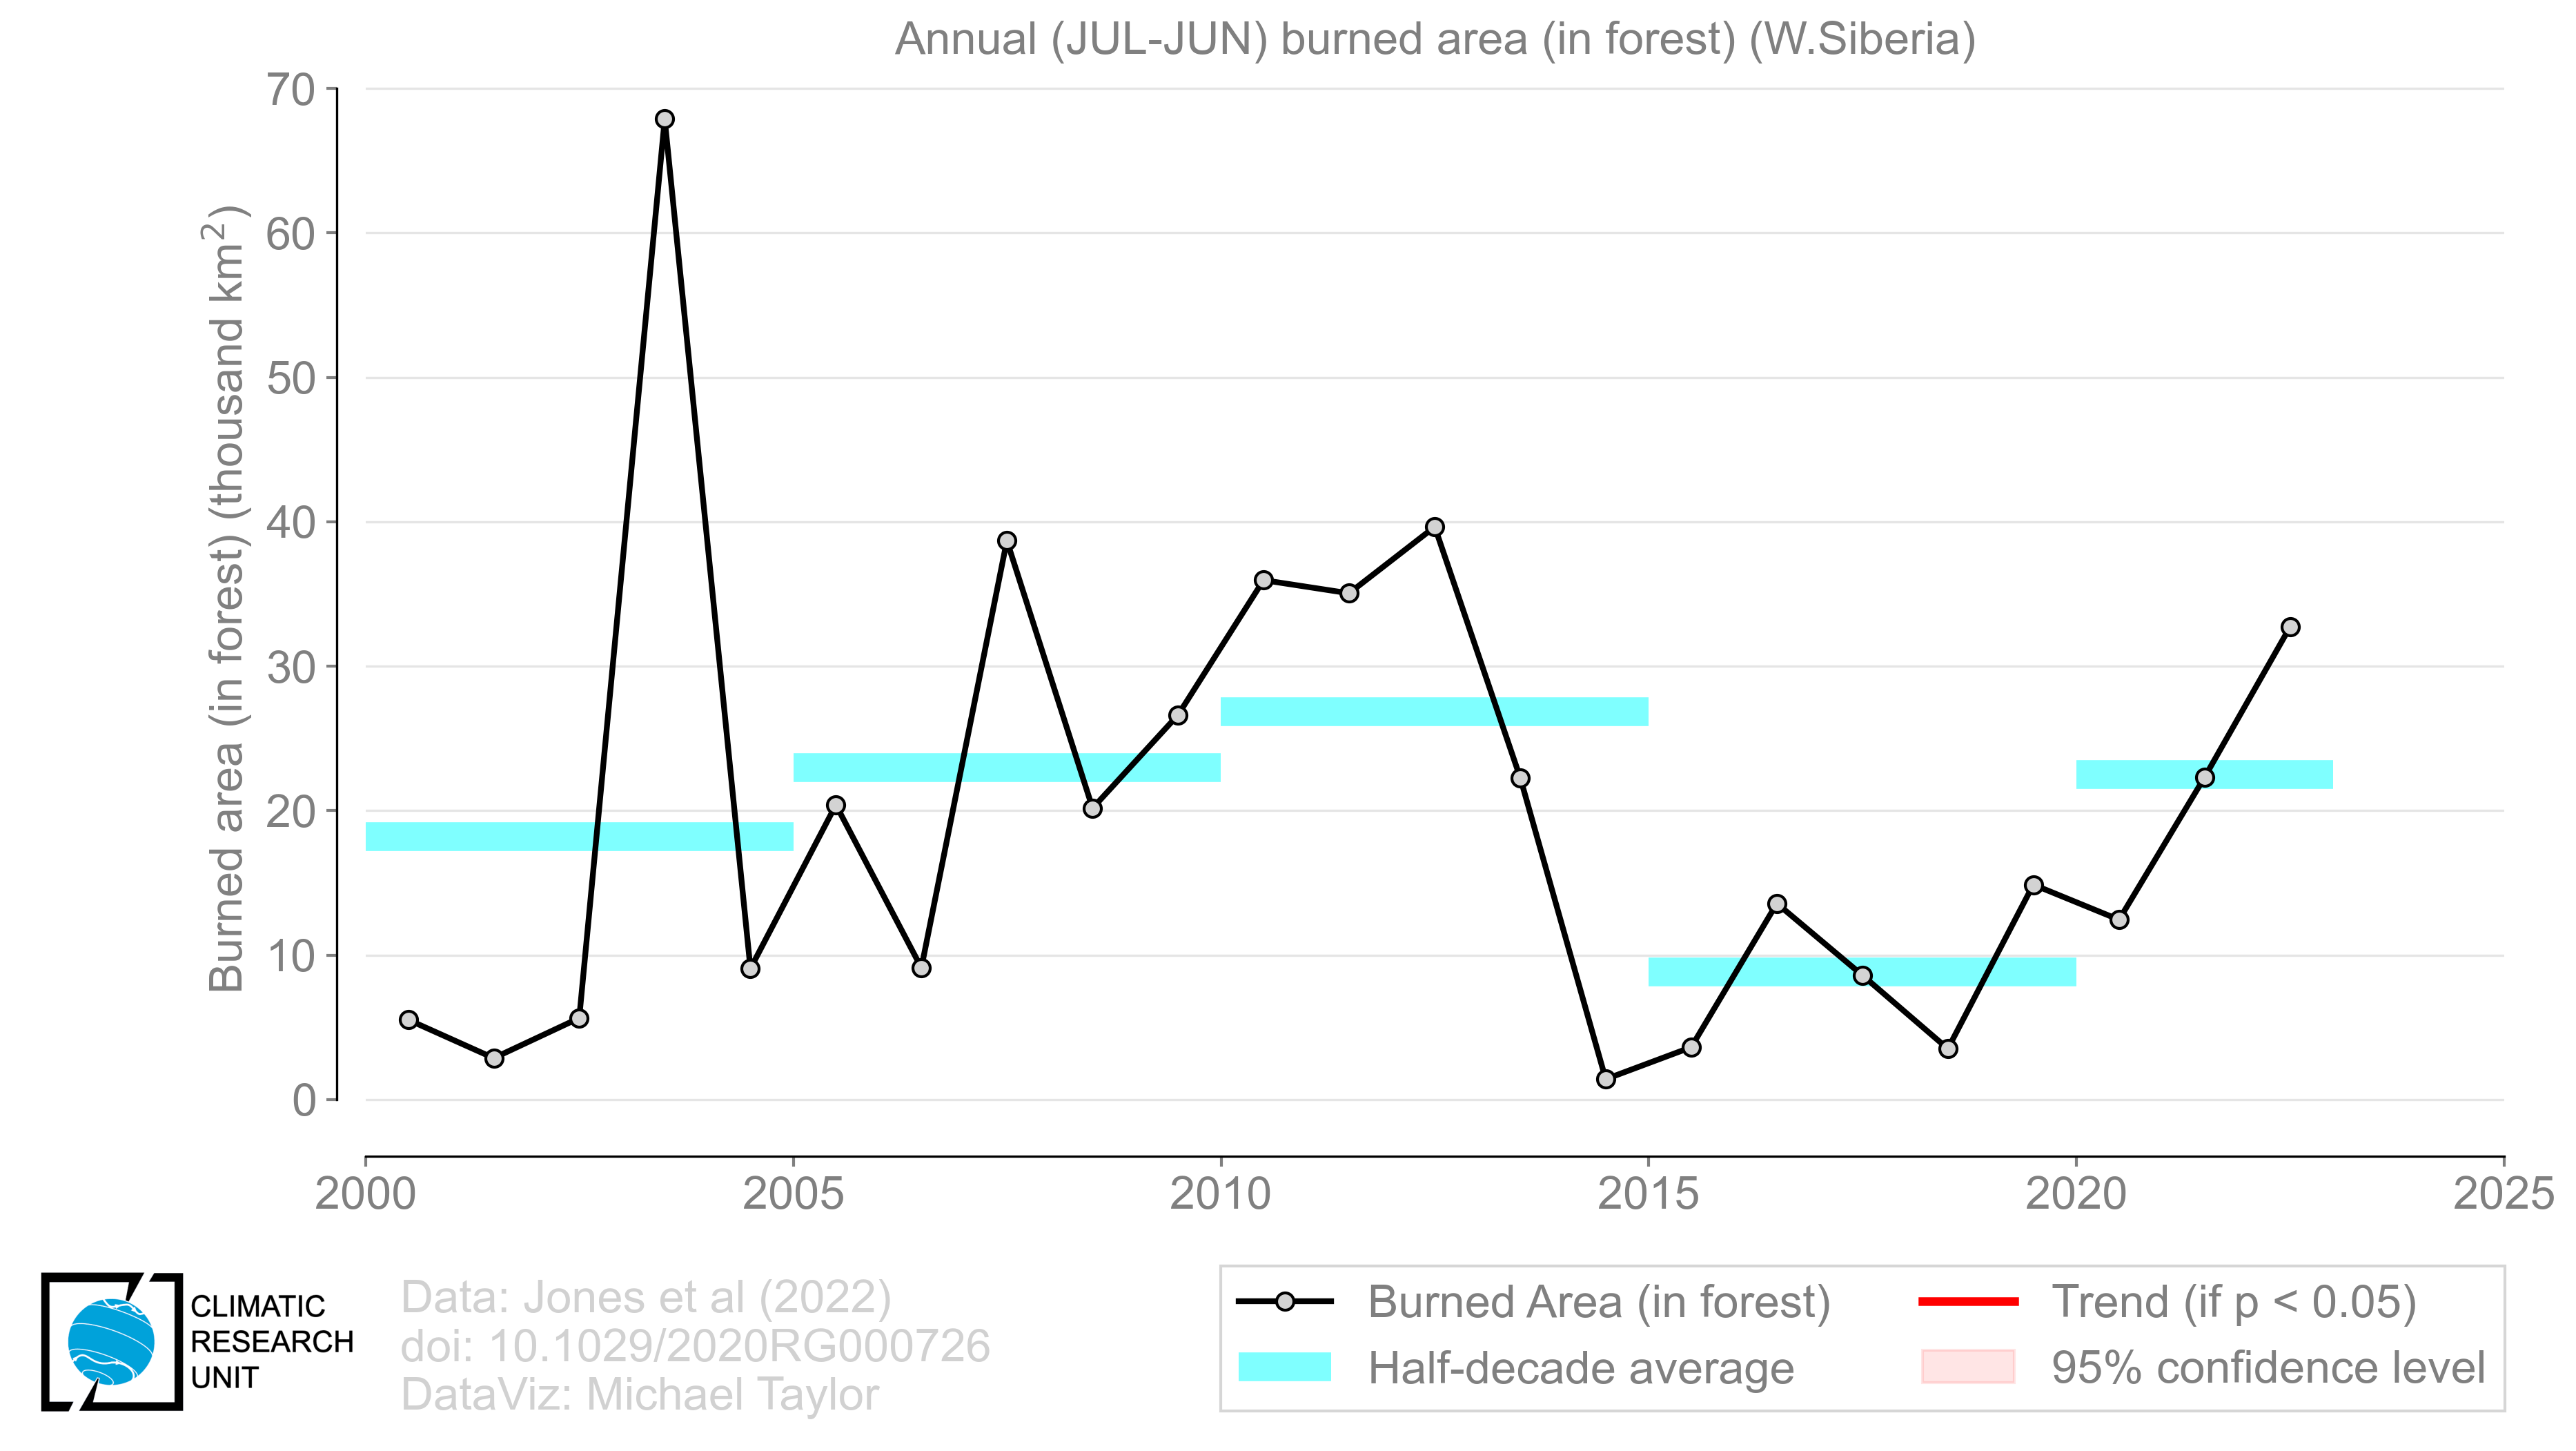 Annual (JUL-JUN) burned area (in forest) (W.Siberia)
Burned area (in forest) (thousand km²)
70
60
50
40
30
20
10
0
2000 2005 2010 2015 2020 2025
CLIMATIC
RESEARCH
UNIT
Data: Jones et al (2022)
doi: 10.1029/2020RG000726
DataViz: Michael Taylor
Burned Area (in forest)
Half-decade average
Trend (if p < 0.05)
95% confidence level